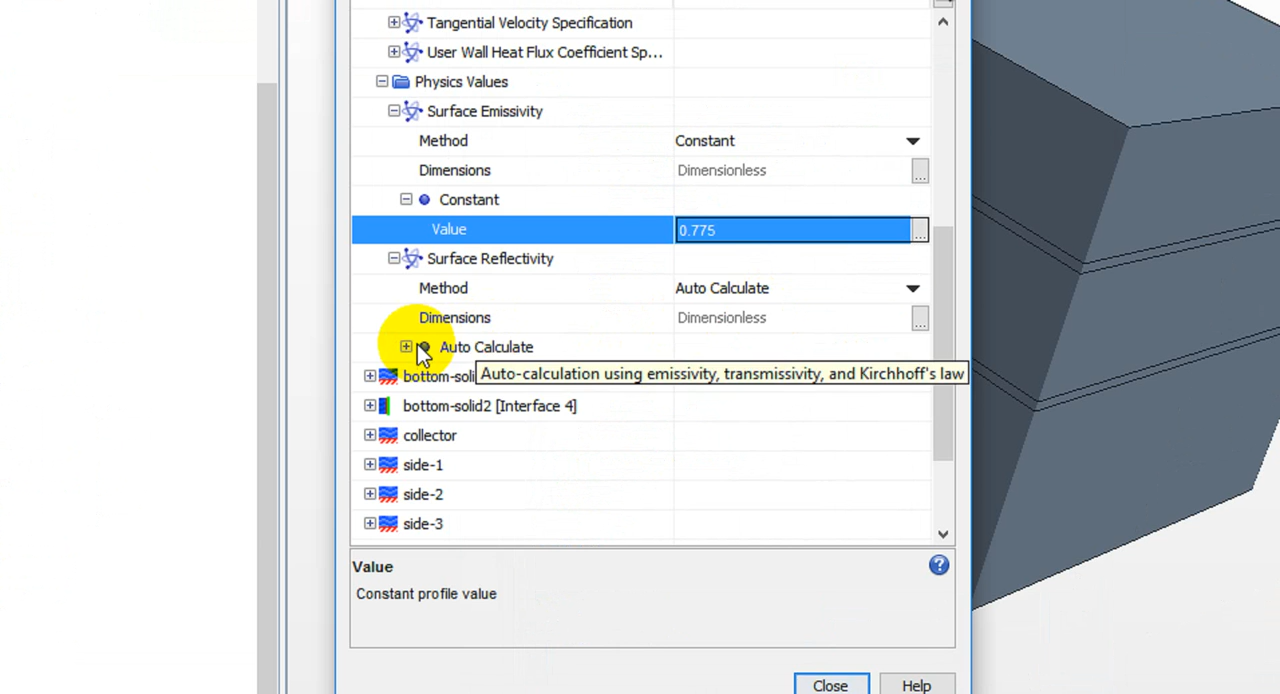 Tangential Velocity Specification
User Wall Heat Flux Coefficient Sp...
Physics Values
Surface Emissivity
Method Constant
Dimensions Dimensionless
...
Constant
Value 0.775
...
Surface Reflectivity
Method Auto Calculate
Dimensions Dimensionless
...
Auto Calculate
Auto-calculation using emissivity, transmissivity, and Kirchhoff's law
bottom-soli
bottom-solid2 [Interface 4]
collector
side-1
side-2
side-3
Value
?
Constant profile value
Close Help